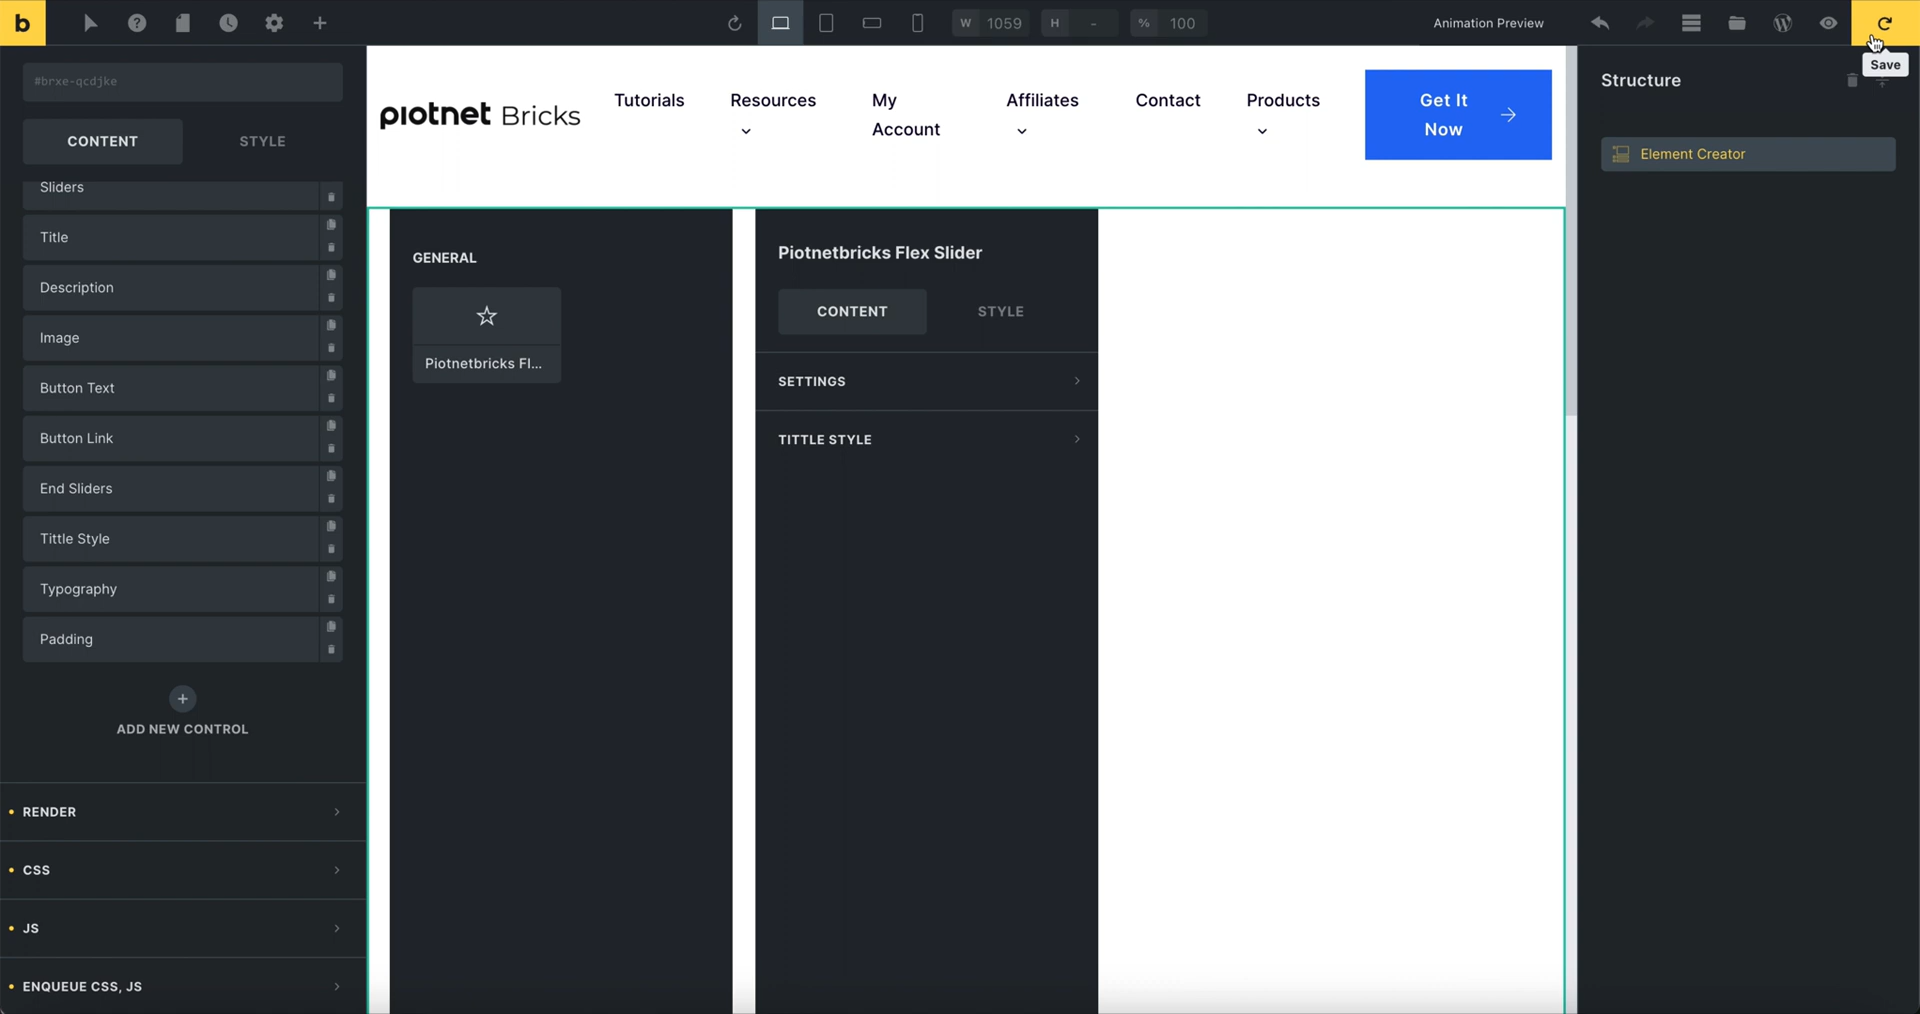 b
W 1059 H - % 100
Animation Preview
Save
#brxe-qcdjke
CONTENT STYLE
Sliders
Title
Description
Image
Button Text
Button Link
End Sliders
Tittle Style
Typography
Padding
ADD NEW CONTROL
RENDER
CSS
JS
ENQUEUE CSS, JS
piotnet Bricks
Tutorials
Resources
My
Account
Affiliates
Contact
Products
Get It
Now
GENERAL
Piotnetbricks Fl...
Piotnetbricks Flex Slider
CONTENT STYLE
SETTINGS
TITTLE STYLE
Structure
Element Creator